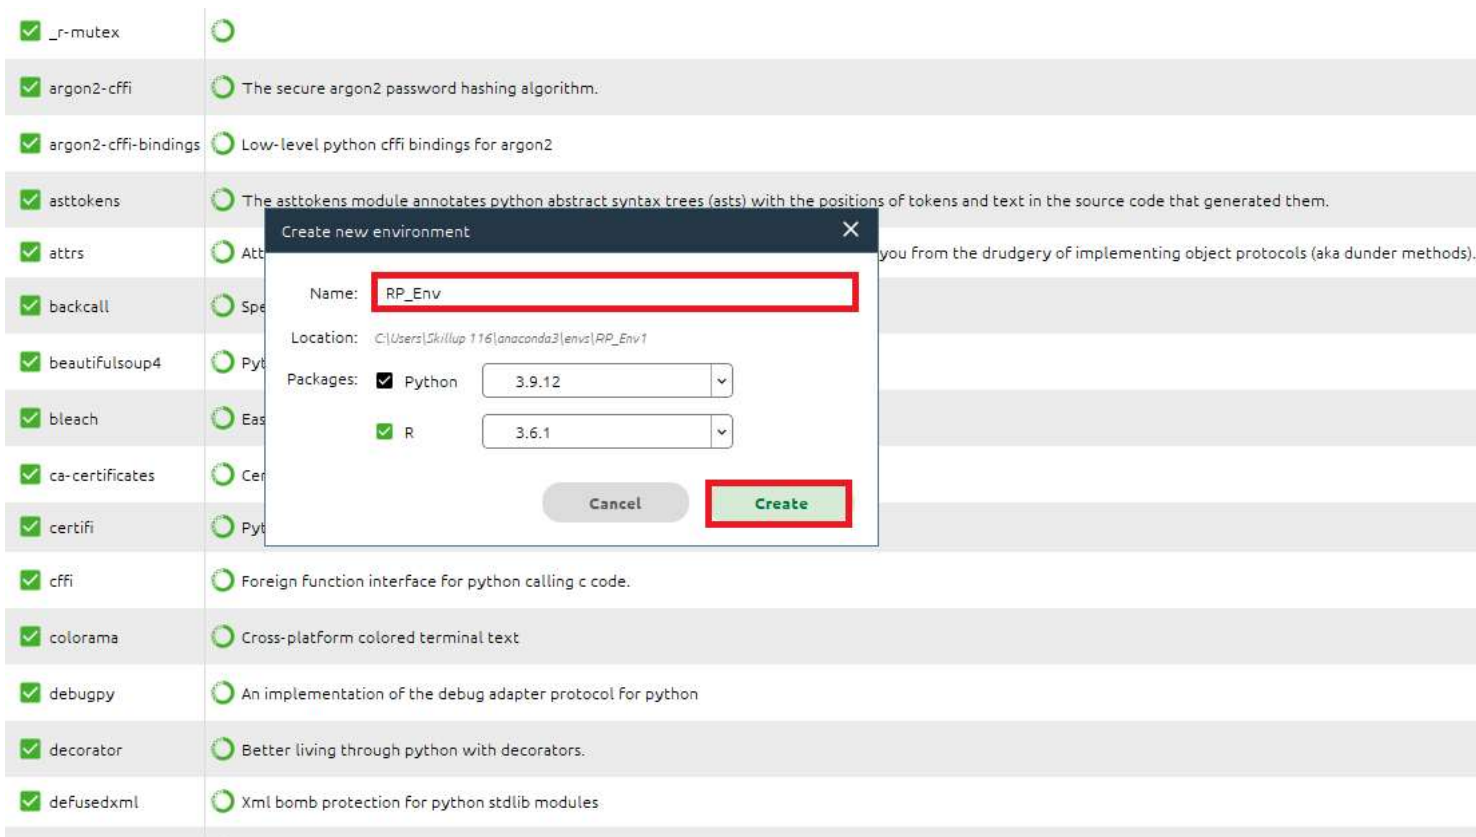 _r-mutex
argon2-cffi The secure argon2 password hashing algorithm.
argon2-cffi-bindings Low-level python cffi bindings for argon2
asttokens The asttokens module annotates python abstract syntax trees (asts) with the positions of tokens and text in the source code that generated them.
Create new environment
attrs Att you from the drudgery of implementing object protocols (aka dunder methods).
Name: RP_Env
backcall Spe
Location: C:\Users\Skillup 116\anaconda3\envs\RP_Env1
beautifulsoup4 Pyt
Packages: Python 3.9.12
bleach Eas
R 3.6.1
ca-certificates Cer
Cancel Create
certifi Pyt
cffi Foreign function interface for python calling c code.
colorama Cross-platform colored terminal text
debugpy An implementation of the debug adapter protocol for python
decorator Better living through python with decorators.
defusedxml Xml bomb protection for python stdlib modules